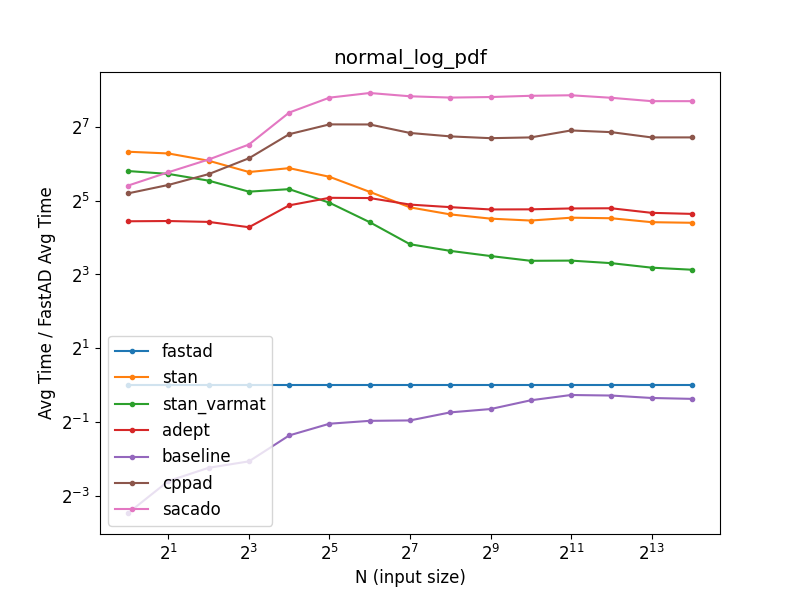 normal_log_pdf
Avg Time / FastAD Avg Time
2^7
2^5
2^3
2^1
2^-1
2^-3
fastad
stan
stan_varmat
adept
baseline
cppad
sacado
2^1 2^3 2^5 2^7 2^9 2^11 2^13
N (input size)